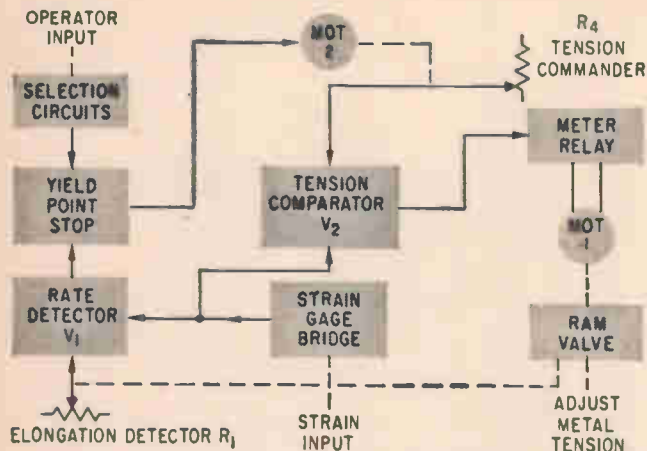 OPERATOR
INPUT
SELECTION
CIRCUITS
YIELD
POINT
STOP
RATE
DETECTOR
V1
ELONGATION DETECTOR R1
MOT
2
TENSION
COMPARATOR
V2
STRAIN
GAGE
BRIDGE
STRAIN
INPUT
R4
TENSION
COMMANDER
METER
RELAY
MOT
1
RAM
VALVE
ADJUST
METAL
TENSION